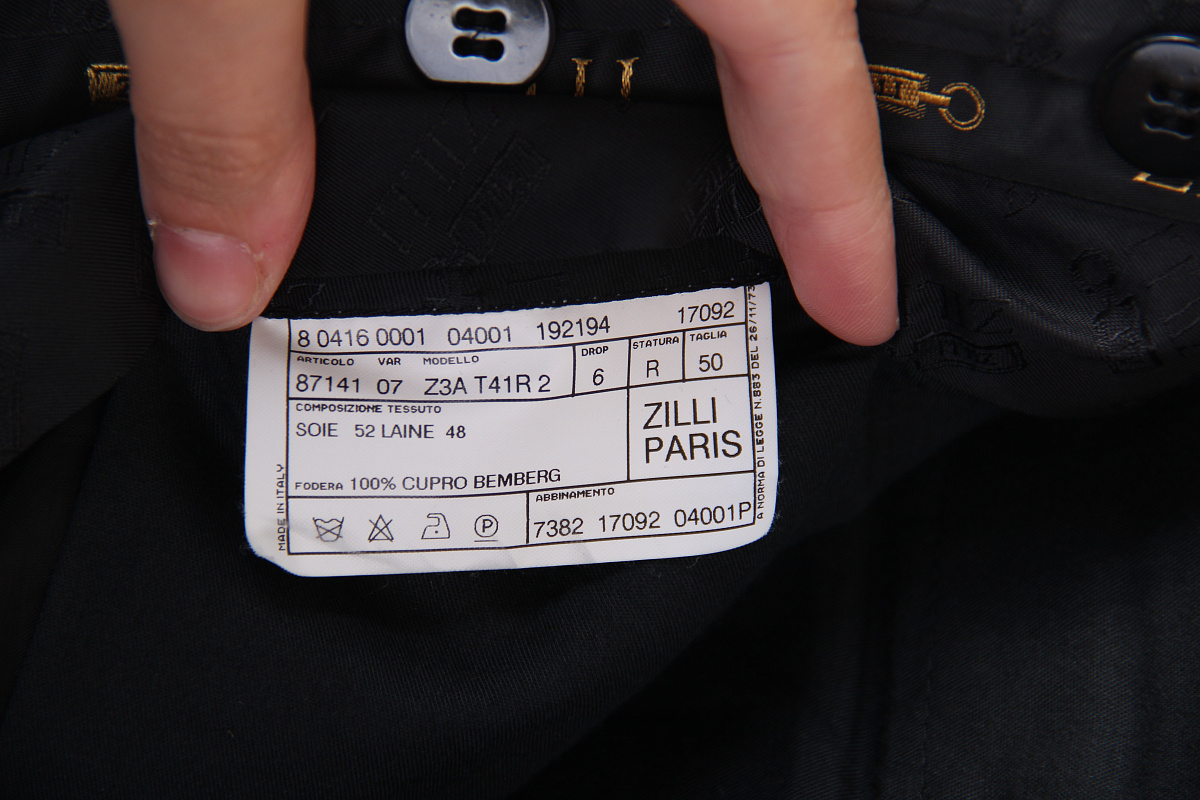 8 0416 0001 04001 192194 17092
ARTICOLO VAR MODELLO DROP STATURA TAGLIA
87141 07 Z3A T41R 2 6 R 50
COMPOSIZIONE TESSUTO
SOIE 52 LAINE 48
ZILLI
PARIS
FODERA 100% CUPRO BEMBERG
ABBINAMENTO
7382 17092 04001P
P
MADE IN ITALY
A NORMA DI LEGGE N.883 DEL 26/11/73